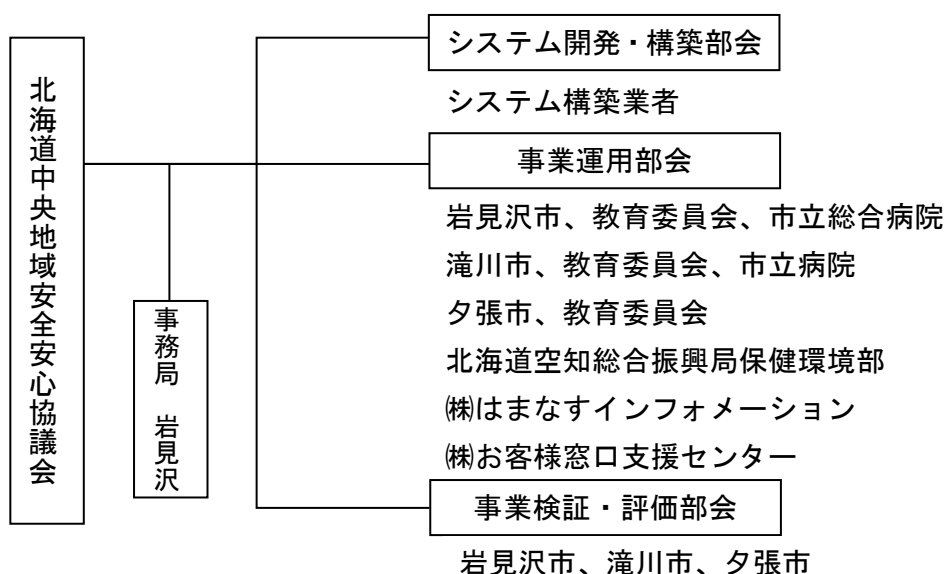 北海道中央地域安全安心協議会
事務局　岩見沢
システム開発・構築部会
システム構築業者
事業運用部会
岩見沢市、教育委員会、市立総合病院
滝川市、教育委員会、市立病院
夕張市、教育委員会
北海道空知総合振興局保健環境部
㈱はまなすインフォメーション
㈱お客様窓口支援センター
事業検証・評価部会
岩見沢市、滝川市、夕張市